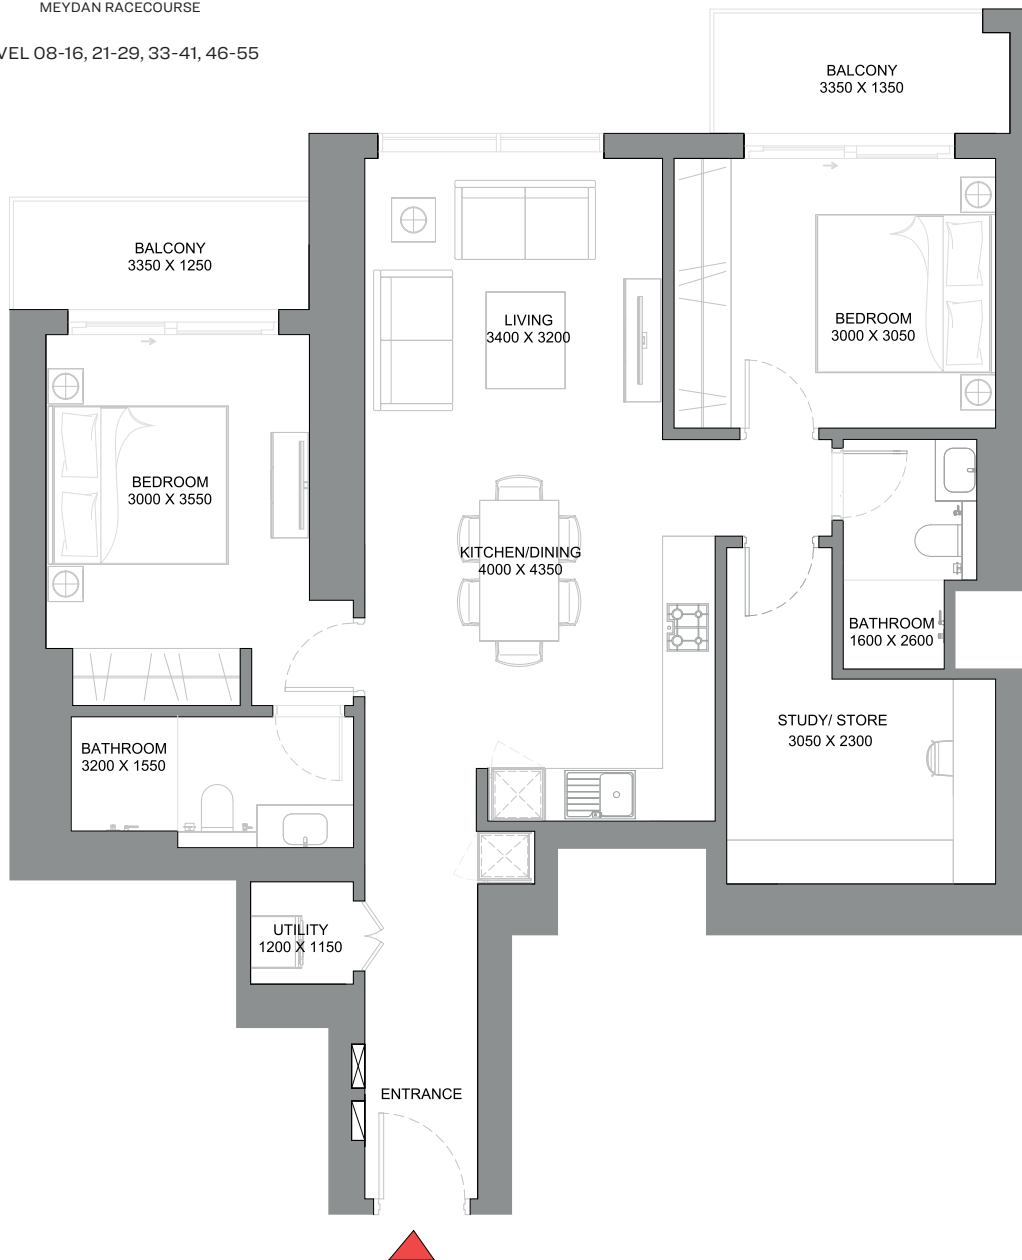 MEYDAN RACECOURSE
VEL 08-16, 21-29, 33-41, 46-55
BALCONY
3350 X 1350
BALCONY
3350 X 1250
LIVING
3400 X 3200
BEDROOM
3000 X 3050
BEDROOM
3000 X 3550
KITCHEN/DINING
4000 X 4350
BATHROOM
1600 X 2600
STUDY/ STORE
3050 X 2300
BATHROOM
3200 X 1550
UTILITY
1200 X 1150
ENTRANCE